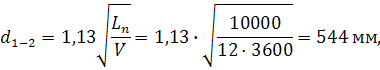 d₁₋₂ = 1,13√(Lₙ/V) = 1,13 · √(10000/(12 · 3600)) = 544 мм,